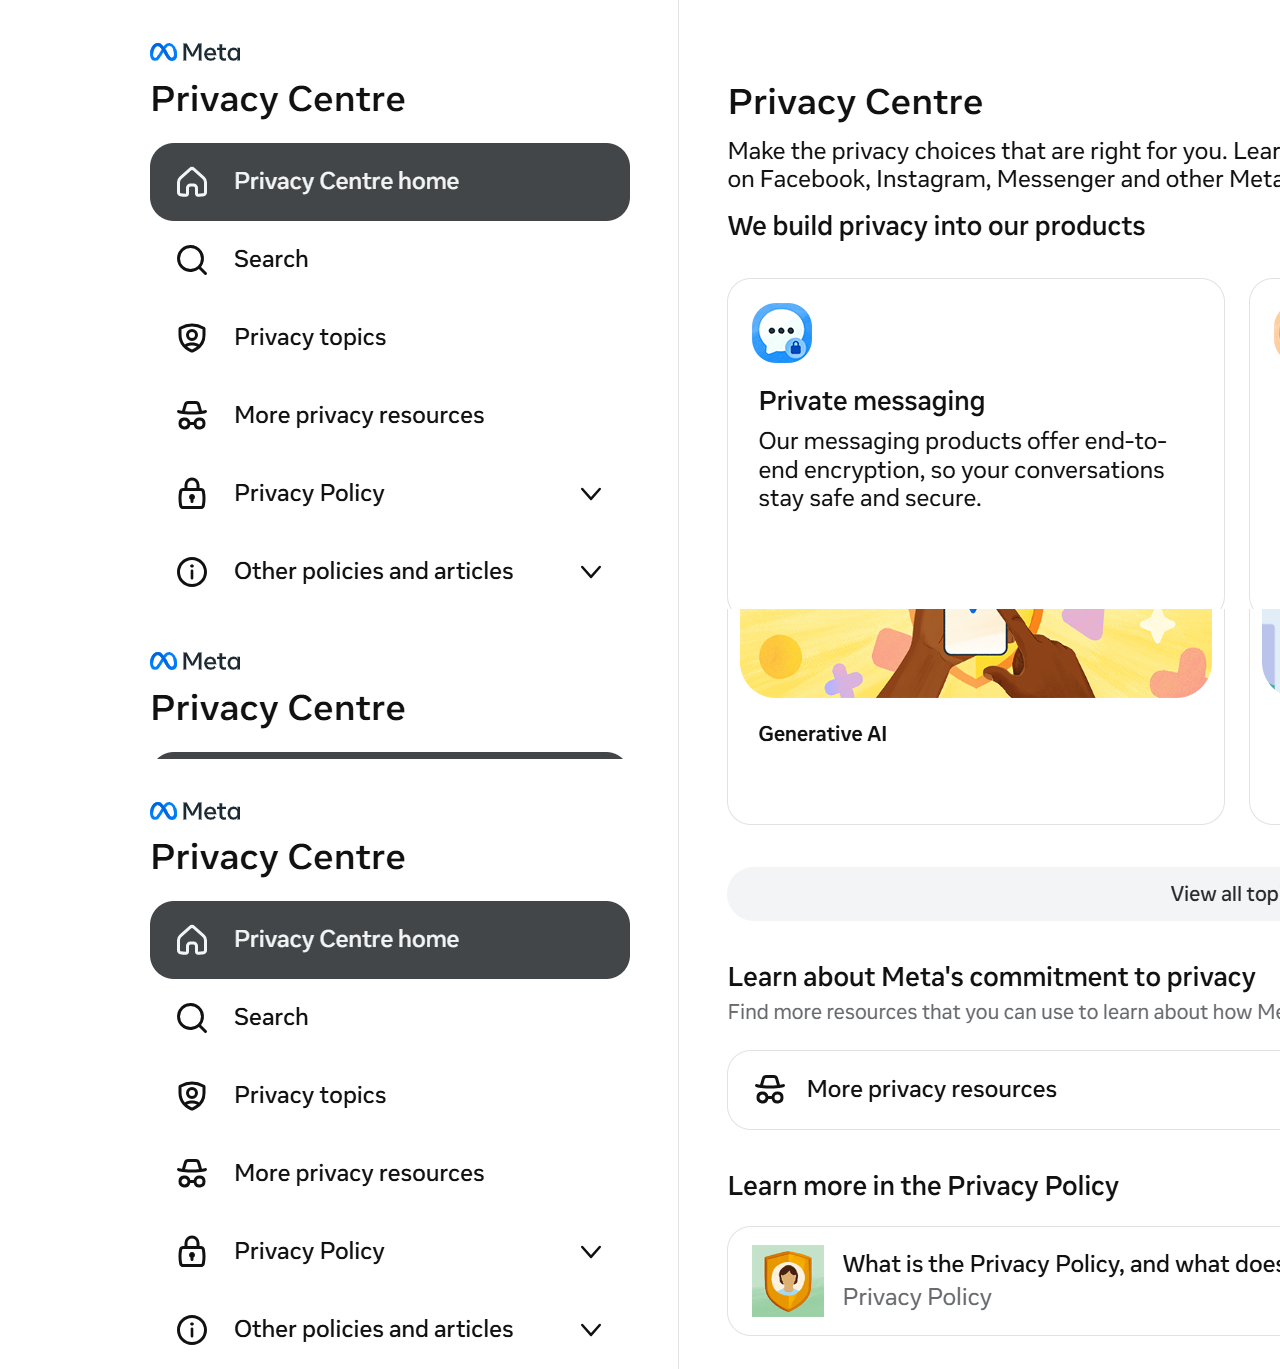 Meta
Privacy Centre
Privacy Centre home
Search
Privacy topics
More privacy resources
Privacy Policy
Other policies and articles
Meta
Privacy Centre
Meta
Privacy Centre
Privacy Centre home
Search
Privacy topics
More privacy resources
Privacy Policy
Other policies and articles
Privacy Centre
Make the privacy choices that are right for you.
on Facebook, Instagram, Messenger and other Meta
We build privacy into our products
Private messaging
Our messaging products offer end-to-
end encryption, so your conversations
stay safe and secure.
Generative AI
View all
Learn about Meta's commitment to privacy
Find more resources that you can use to learn about how
More privacy resources
Learn more in the Privacy Policy
What is the Privacy Policy, and what does
Privacy Policy